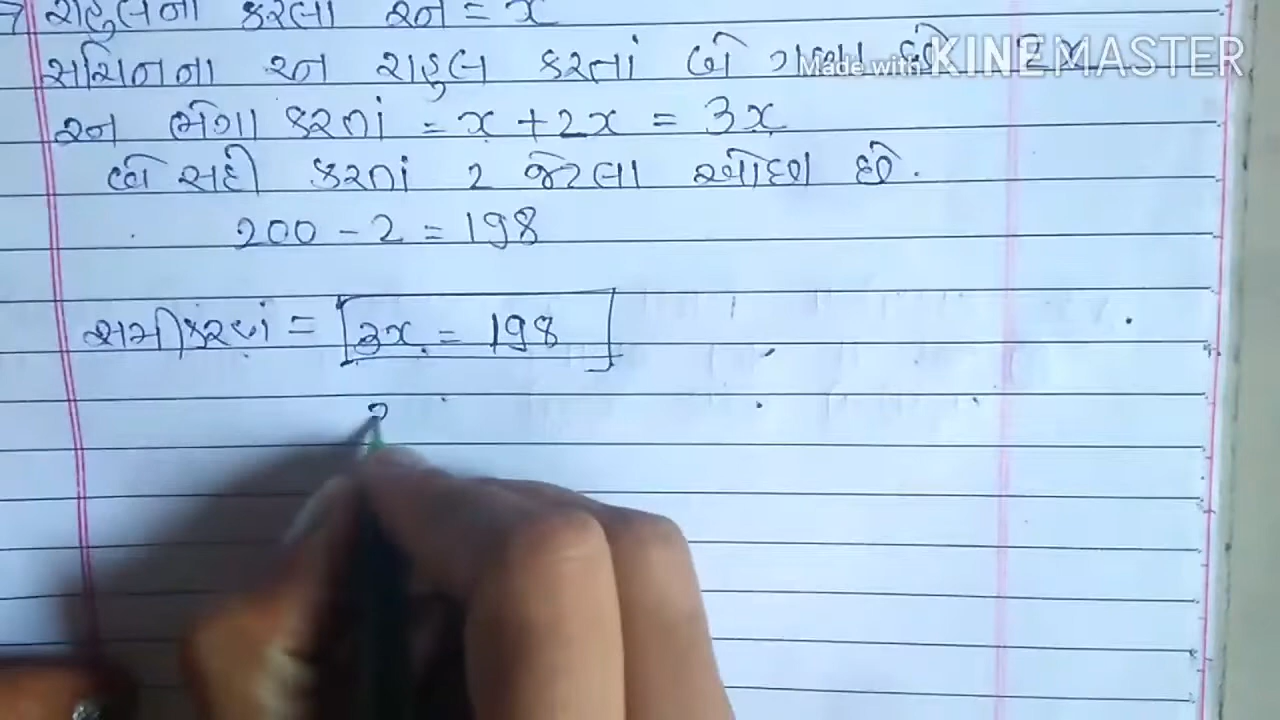 રાહુલના કરેલા રન = x
સચિનના રન રાહુલ કરતાં બે ગણા છે 2x
Made with KINEMASTER
રન ભેગા કરતાં = x + 2x = 3x
બે સદી કરતાં 2 જેટલા ઓછા છે.
200 - 2 = 198
સમીકરણ = 3x = 198